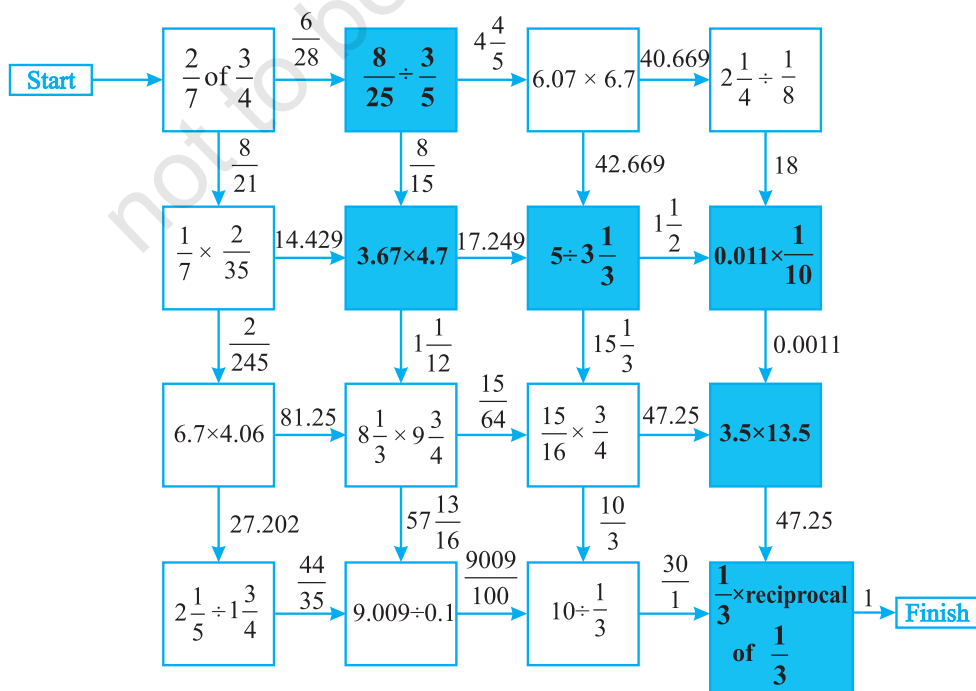 Start
2/7 of 3/4
6/28
8/25 ÷ 3/5
4 4/5
6.07 × 6.7
40.669
2 1/4 ÷ 1/8
8/21
8/15
42.669
18
1/7 × 2/35
14.429
3.67×4.7
17.249
5÷3 1/3
1 1/2
0.011× 1/10
2/245
1 1/12
15 1/3
0.0011
6.7×4.06
81.25
8 1/3 × 9 3/4
15/64
15/16 × 3/4
47.25
3.5×13.5
27.202
57 13/16
10/3
47.25
2 1/5 ÷1 3/4
44/35
9.009÷0.1
9009/100
10÷ 1/3
30/1
1/3 ×reciprocal
of 1/3
1
Finish
not to be